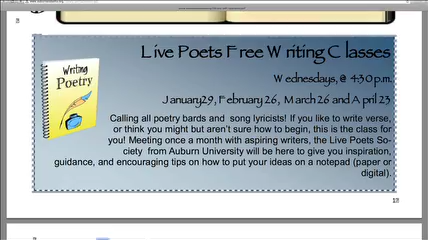 Live Poets Free Writing Classes
Writing
Poetry
Wednesdays, @ 4:30 p.m.
January29, February 26, March 26 and April 23
Calling all poetry bards and song lyricists! If you like to write verse,
or think you might but aren't sure how to begin, this is the class for
you! Meeting once a month with aspiring writers, the Live Poets So-
ciety from Auburn University will be here to give you inspiration,
guidance, and encouraging tips on how to put your ideas on a notepad (paper or
digital).